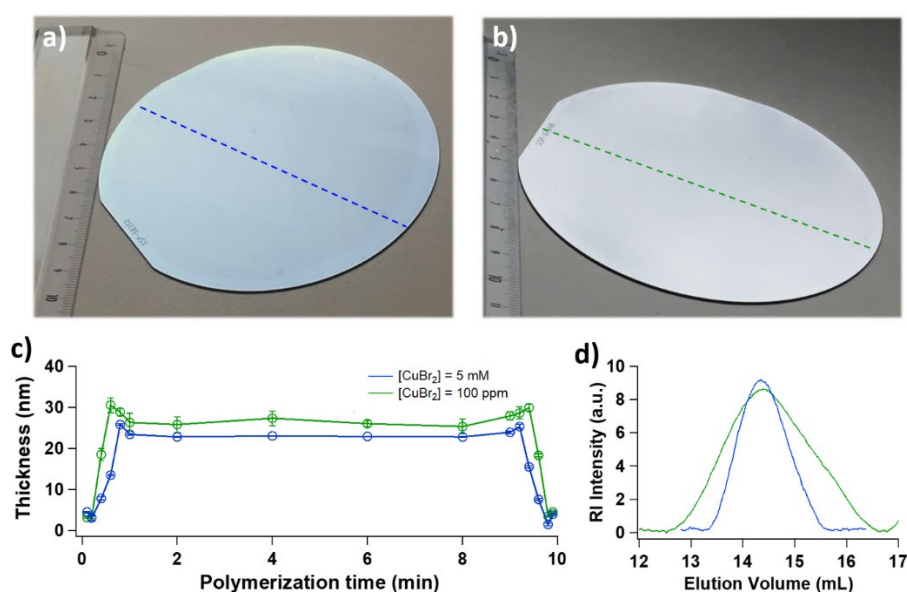 a)
b)
c)
[CuBr2] = 5 mM
[CuBr2] = 100 ppm
Thickness (nm)
40
30
20
10
0
0
2
4
6
8
10
Polymerization time (min)
d)
RI Intensity (a.u.)
10
8
6
4
2
0
12
13
14
15
16
17
Elution Volume (mL)